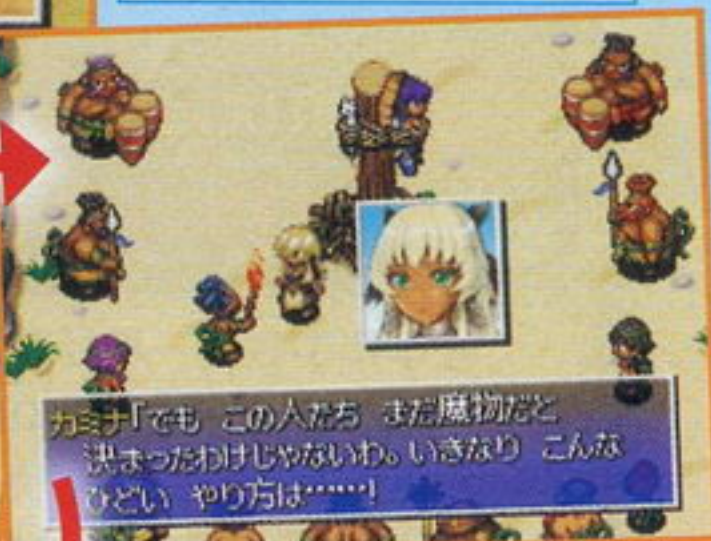 カミナ「でも この人たち まだ魔物だと
決まったわけじゃないわ。いきなり こんな
ひどい やり方は……!